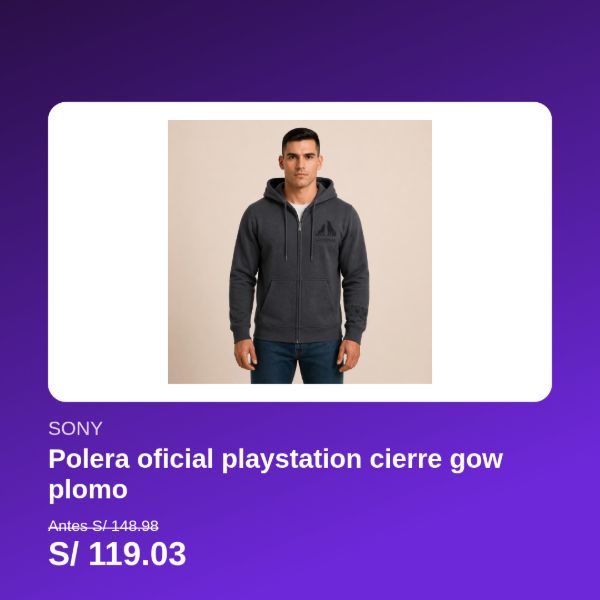 SONY
Polera oficial playstation cierre gow
plomo
Antes S/ 148.98
S/ 119.03